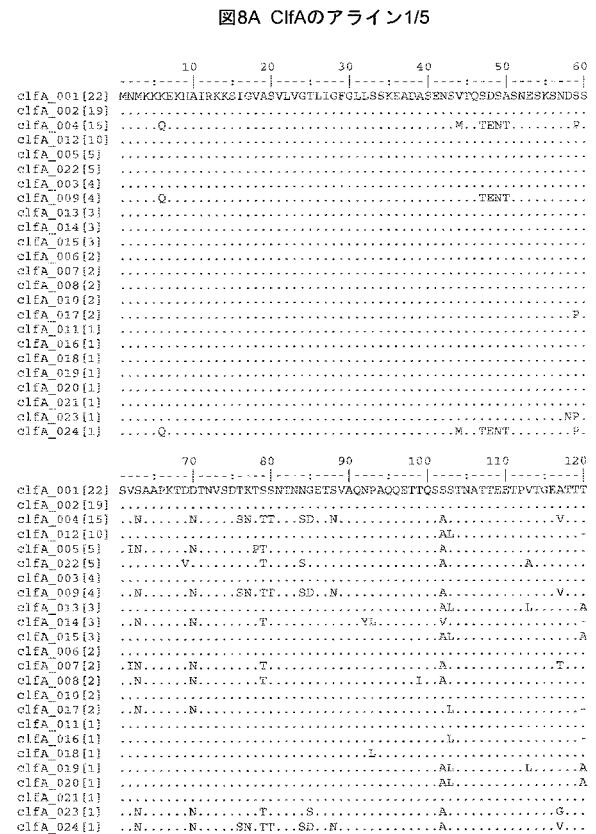 図8A ClfAのアライン1/5
10 20 30 40 50 60
clfA_001[22] MNMKKKEKHAIRKKSIGVASVLVGTLIGFGLLSSKEADASENSVTQSDSASNESKSNDSS
clfA_002[19] ............................................................
clfA_004[15] .....Q.....................................M..TENT........P.
clfA_012[10] ............................................................
clfA_005[5] ............................................................
clfA_022[5] ............................................................
clfA_003[4] ............................................................
clfA_009[4] .....Q........................................TENT..........
clfA_013[3] ............................................................
clfA_014[3] ............................................................
clfA_015[3] ............................................................
clfA_006[2] ............................................................
clfA_007[2] ............................................................
clfA_008[2] ............................................................
clfA_010[2] ............................................................
clfA_017[2] ..........................................................P.
clfA_011[1] ............................................................
clfA_016[1] ............................................................
clfA_018[1] ............................................................
clfA_019[1] ............................................................
clfA_020[1] ............................................................
clfA_021[1] ............................................................
clfA_023[1] .........................................................NP.
clfA_024[1] .....Q.....................................M..TENT........P.
70 80 90 100 110 120
clfA_001[22] SVSAAPKTDDTNVSDTKTSSNTNNGETSVAQNPAQQETTQSSSTNATTEETPVTGEATTT
clfA_002[19] ............................................................
clfA_004[15] ..N......N.....SN.TT...SD..N.............A..............V...
clfA_012[10] .........................................AL................-
clfA_005[5] .IN......N.......PT......................A..................
clfA_022[5] ........V.........T....S.................A..........V.......
clfA_003[4] ............................................................
clfA_009[4] ..N......N.....SN.TT...SD..N.............A..............V...
clfA_013[3] .........................................AL.........L......A
clfA_014[3] ..N......N........T............YL........V.................-
clfA_015[3] .........................................AL................A
clfA_006[2] ............................................................
clfA_007[2] .IN......N........T......................A..............T...
clfA_008[2] ..N......N........T...................I..A..................
clfA_010[2] ............................................................
clfA_017[2] ..N......N................................L................-
clfA_011[1] ............................................................
clfA_016[1] ..........................................L................-
clfA_018[1] ................................L...........................
clfA_019[1] .........................................AL.........L......A
clfA_020[1] .........................................AL................A
clfA_021[1] ............................................................
clfA_023[1] ..N......N........T.....S................A..............G...
clfA_024[1] ..N......N.....SN.TT...SD..N.............A..............V...